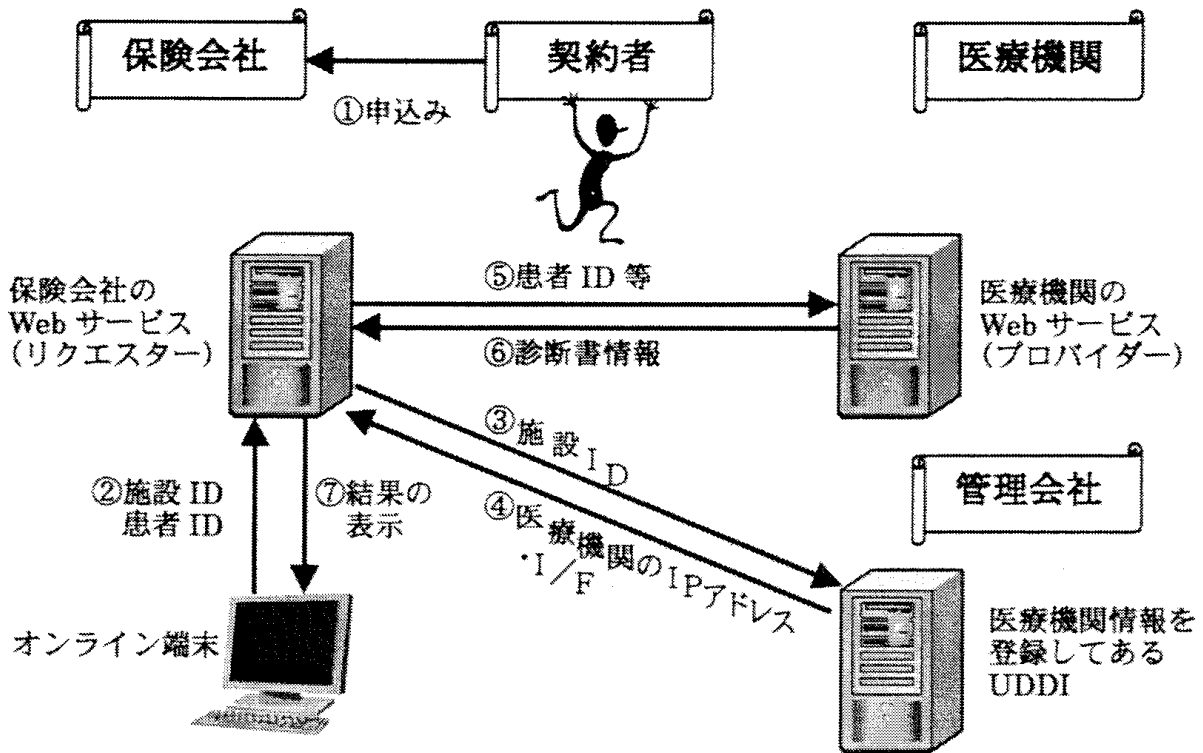 保険会社
契約者
医療機関
①申込み
保険会社の
Web サービス
(リクエスター)
⑤患者 ID 等
⑥診断書情報
医療機関の
Web サービス
(プロバイダー)
③施設ID
④医療機関のIPアドレス
・I/F
管理会社
②施設 ID
患者 ID
⑦結果の
表示
オンライン端末
医療機関情報を
登録してある
UDDI